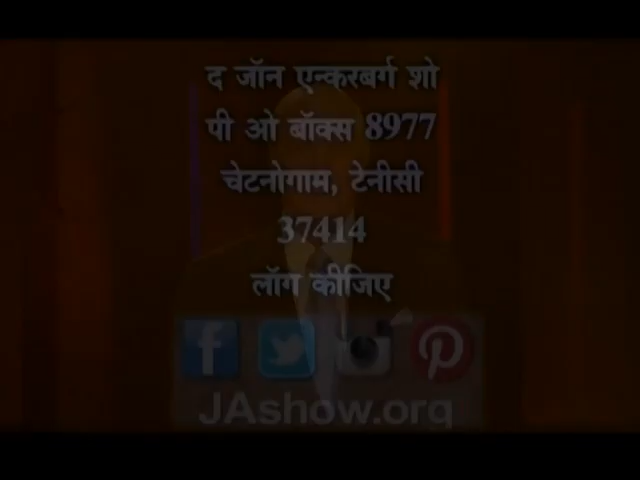 द जॉन एन्करबर्ग शो
पी ओ बॉक्स 8977
चेटनोगाम, टेनीसी
37414
लॉग कीजिए
JAshow.org